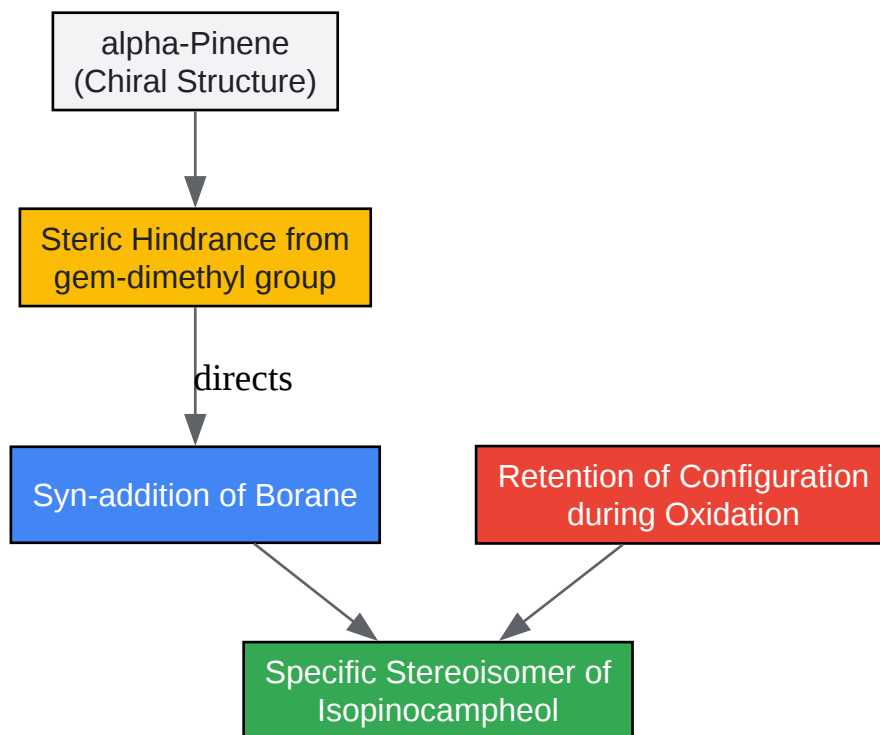 alpha-Pinene
(Chiral Structure)
Steric Hindrance from
gem-dimethyl group
directs
Syn-addition of Borane
Retention of Configuration
during Oxidation
Specific Stereoisomer of
Isopinocampheol